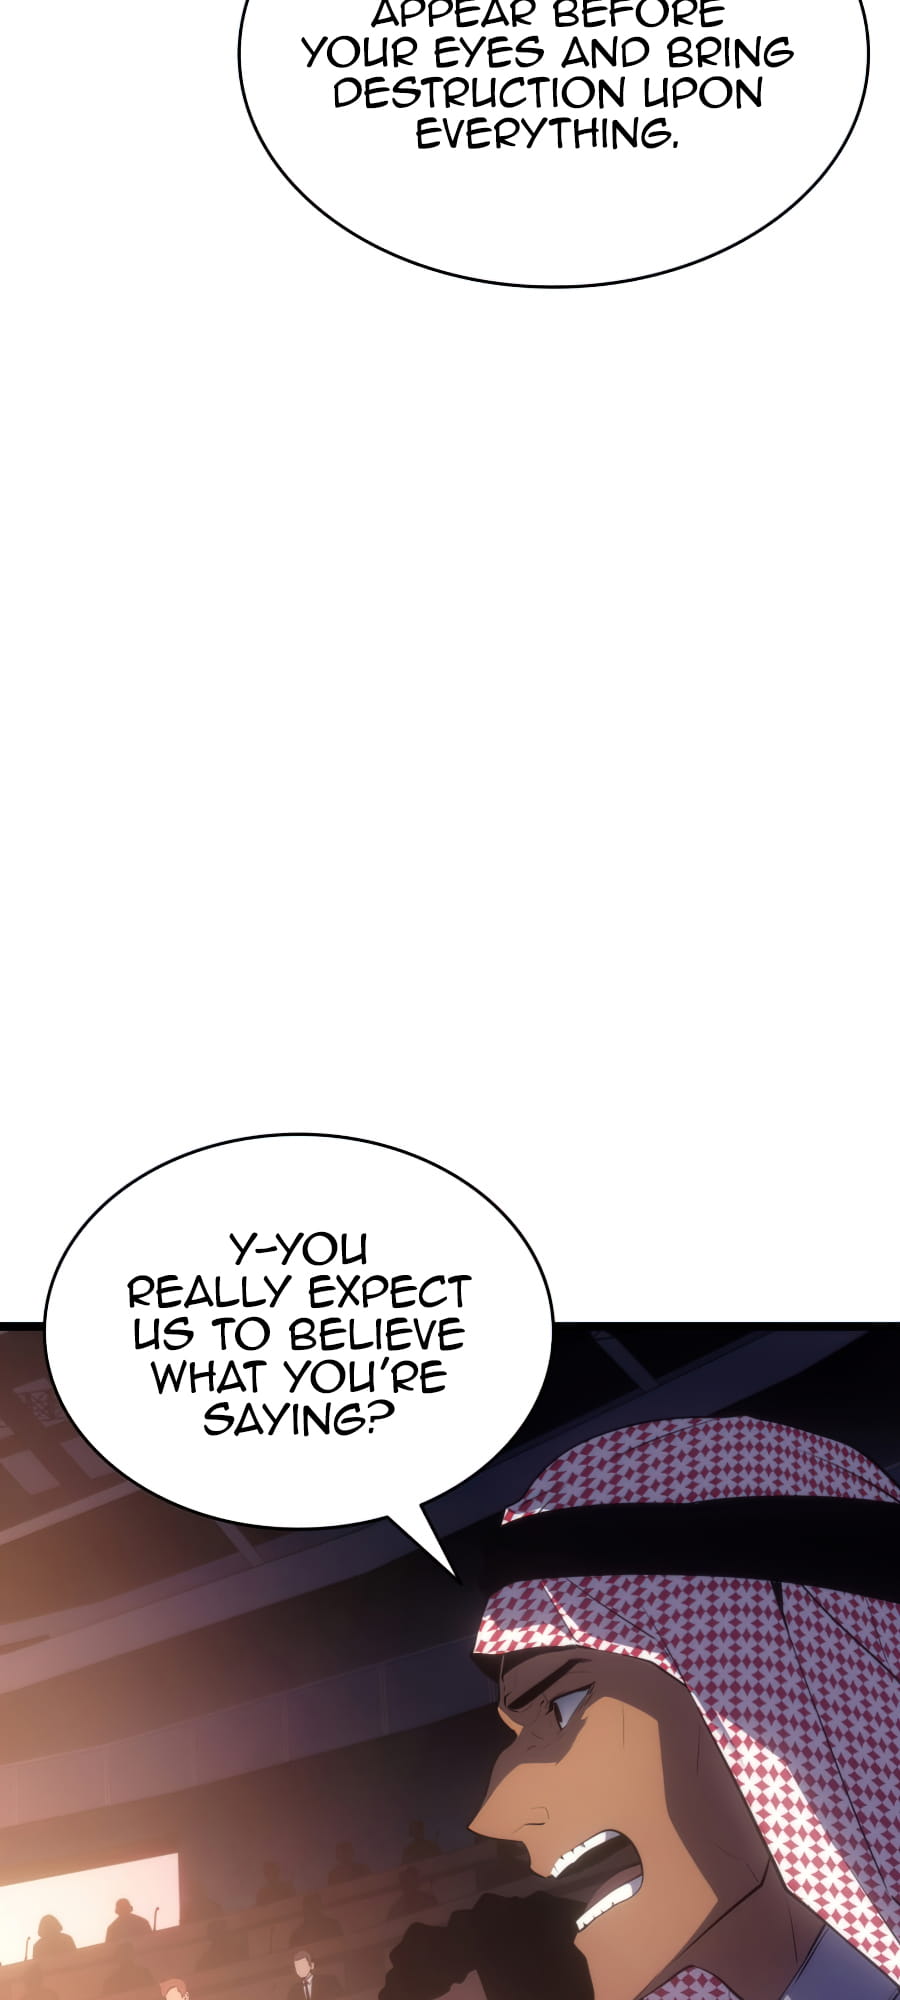 APPEAR BEFORE
YOUR EYES AND BRING
DESTRUCTION UPON
EVERYTHING.
Y-YOU
REALLY EXPECT
US TO BELIEVE
WHAT YOU'RE
SAYING?